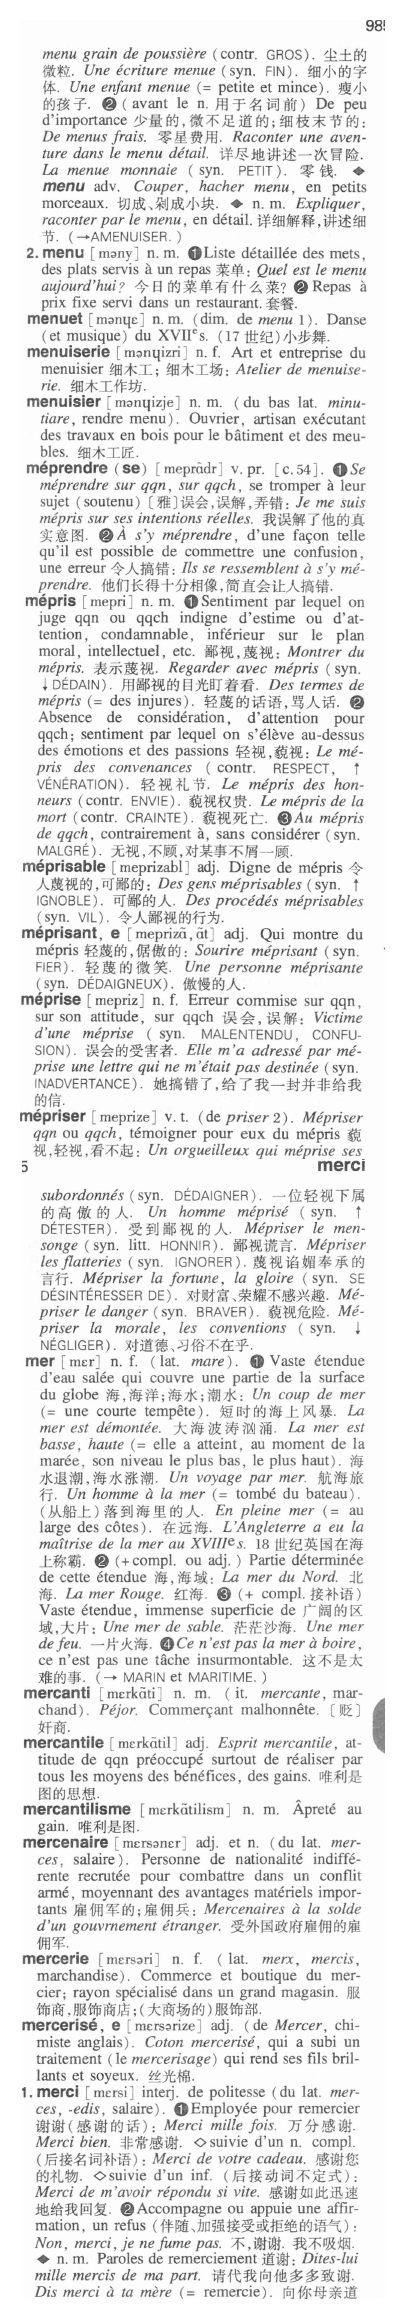 985
menu grain de poussière (contr. GROS). 尘土的
微粒. Une écriture menue (syn. FIN). 细小的字
体. Une enfant menue (= petite et mince). 瘦小
的孩子. ❷ (avant le n. 用于名词前) De peu
d'importance 少量的,微不足道的;细枝末节的:
De menus frais. 零星费用. Raconter une aven-
ture dans le menu détail. 详尽地讲述一次冒险.
La menue monnaie (syn. PETIT). 零钱. ◆
menu adv. Couper, hacher menu, en petits
morceaux. 切成、剁成小块. ◆ n. m. Expliquer,
raconter par le menu, en détail. 详细解释,讲述细
节. (→AMENUISER.)
2. menu [məny] n. m. ❶Liste détaillée des mets,
des plats servis à un repas 菜单: Quel est le menu
aujourd'hui? 今日的菜单有什么菜? ❷ Repas à
prix fixe servi dans un restaurant. 套餐.
menuet [mənɥɛ] n. m. (dim. de menu 1). Danse
(et musique) du XVIIe s. (17世纪)小步舞.
menuiserie [mənɥizri] n. f. Art et entreprise du
menuisier 细木工; 细木工场: Atelier de menuise-
rie. 细木工作坊.
menuisier [mənɥizje] n. m. (du bas lat. minu-
tiare, rendre menu). Ouvrier, artisan exécutant
des travaux en bois pour le bâtiment et des meu-
bles. 细木工匠.
méprendre (se) [meprɑ̃dr] v. pr. [c. 54]. ❶Se
méprendre sur qqn, sur qqch, se tromper à leur
sujet (soutenu) [雅]误会,误解,弄错: Je me suis
mépris sur ses intentions réelles. 我误解了他的真
实意图. ❷À s'y méprendre, d'une façon telle
qu'il est possible de commettre une confusion,
une erreur 令人搞错: Ils se ressemblent à s'y mé-
prendre. 他们长得十分相像,简直会让人搞错.
mépris [mepri] n. m. ❶Sentiment par lequel on
juge qqn ou qqch indigne d'estime ou d'at-
tention, condamnable, inférieur sur le plan
moral, intellectuel, etc. 鄙视,蔑视: Montrer du
mépris. 表示蔑视. Regarder avec mépris (syn.
↓DÉDAIN). 用鄙视的目光盯着看. Des termes de
mépris (= des injures). 轻蔑的话语,骂人话. ❷
Absence de considération, d'attention pour
qqch; sentiment par lequel on s'élève au-dessus
des émotions et des passions 轻视,藐视: Le mé-
pris des convenances (contr. RESPECT, ↑
VÉNÉRATION). 轻视礼节. Le mépris des hon-
neurs (contr. ENVIE). 藐视权贵. Le mépris de la
mort (contr. CRAINTE). 藐视死亡. ❸Au mépris
de qqch, contrairement à, sans considérer (syn.
MALGRÉ). 无视,不顾,对某事不屑一顾.
méprisable [meprizabl] adj. Digne de mépris 令
人蔑视的,可鄙的: Des gens méprisables (syn. ↑
IGNOBLE). 可鄙的人. Des procédés méprisables
(syn. VIL). 令人鄙视的行为.
méprisant, e [meprizɑ̃, ɑ̃t] adj. Qui montre du
mépris 轻蔑的,倨傲的: Sourire méprisant (syn.
FIER). 轻蔑的微笑. Une personne méprisante
(syn. DÉDAIGNEUX). 傲慢的人.
méprise [mepriz] n. f. Erreur commise sur qqn,
sur son attitude, sur qqch 误会,误解: Victime
d'une méprise (syn. MALENTENDU, CONFU-
SION). 误会的受害者. Elle m'a adressé par mé-
prise une lettre qui ne m'était pas destinée (syn.
INADVERTANCE). 她搞错了,给了我一封并非给我
的信.
mépriser [meprize] v. t. (de priser 2). Mépriser
qqn ou qqch, témoigner pour eux du mépris 藐
视,轻视,看不起: Un orgueilleux qui méprise ses
5 merci
subordonnés (syn. DÉDAIGNER). 一位轻视下属
的高傲的人. Un homme méprisé (syn. ↑
DÉTESTER). 受到鄙视的人. Mépriser le men-
songe (syn. litt. HONNIR). 鄙视谎言. Mépriser
les flatteries (syn. IGNORER). 蔑视谄媚奉承的
言行. Mépriser la fortune, la gloire (syn. SE
DÉSINTÉRESSER DE). 对财富、荣耀不感兴趣. Mé-
priser le danger (syn. BRAVER). 藐视危险. Mé-
priser la morale, les conventions (syn. ↓
NÉGLIGER). 对道德、习俗不在乎.
mer [mɛr] n. f. (lat. mare). ❶ Vaste étendue
d'eau salée qui couvre une partie de la surface
du globe 海,海洋;海水;潮水: Un coup de mer
(= une courte tempête). 短时的海上风暴. La
mer est démontée. 大海波涛汹涌. La mer est
basse, haute (= elle a atteint, au moment de la
marée, son niveau le plus bas, le plus haut). 海
水退潮,海水涨潮. Un voyage par mer. 航海旅
行. Un homme à la mer (= tombé du bateau).
(从船上)落到海里的人. En pleine mer (= au
large des côtes). 在远海. L'Angleterre a eu la
maîtrise de la mer au XVIIIe s. 18世纪英国在海
上称霸. ❷ (+compl. ou adj.) Partie déterminée
de cette étendue 海,海域: La mer du Nord. 北
海. La mer Rouge. 红海. ❸ (+ compl. 接补语)
Vaste étendue, immense superficie de 广阔的区
域,大片: Une mer de sable. 茫茫沙海. Une mer
de feu. 一片火海. ❹Ce n'est pas la mer à boire,
ce n'est pas une tâche insurmontable. 这不是太
难的事. (→ MARIN et MARITIME.)
mercanti [mɛrkɑ̃ti] n. m. (it. mercante, mar-
chand). Péjor. Commerçant malhonnête. [贬]
奸商.
mercantile [mɛrkɑ̃til] adj. Esprit mercantile, at-
titude de qqn préoccupé surtout de réaliser par
tous les moyens des bénéfices, des gains. 唯利是
图的思想.
mercantilisme [mɛrkɑ̃tilism] n. m. Âpreté au
gain. 唯利是图.
mercenaire [mɛrsənɛr] adj. et n. (du lat. mer-
ces, salaire). Personne de nationalité indiffé-
rente recrutée pour combattre dans un conflit
armé, moyennant des avantages matériels impor-
tants 雇佣军的;雇佣兵: Mercenaires à la solde
d'un gouvrnement étranger. 受外国政府雇佣的雇
佣军.
mercerie [mɛrsəri] n. f. (lat. merx, mercis,
marchandise). Commerce et boutique du mer-
cier; rayon spécialisé dans un grand magasin. 服
饰商,服饰商店;(大商场的)服饰部.
mercerisé, e [mɛrsərize] adj. (de Mercer, chi-
miste anglais). Coton mercerisé, qui a subi un
traitement (le mercerisage) qui rend ses fils bril-
lants et soyeux. 丝光棉.
1. merci [mɛrsi] interj. de politesse (du lat. mer-
ces, -edis, salaire). ❶Employée pour remercier
谢谢(感谢的话): Merci mille fois. 万分感谢.
Merci bien. 非常感谢. ◇suivie d'un n. compl.
(后接名词补语): Merci de votre cadeau. 感谢您
的礼物. ◇suivie d'un inf. (后接动词不定式):
Merci de m'avoir répondu si vite. 感谢如此迅速
地给我回复. ❷Accompagne ou appuie une affir-
mation, un refus (伴随、加强接受或拒绝的语气):
Non, merci, je ne fume pas. 不,谢谢. 我不吸烟.
◆ n. m. Paroles de remerciement 道谢: Dites-lui
mille mercis de ma part. 请代我向他多多致谢.
Dis merci à ta mère (= remercie). 向你母亲道